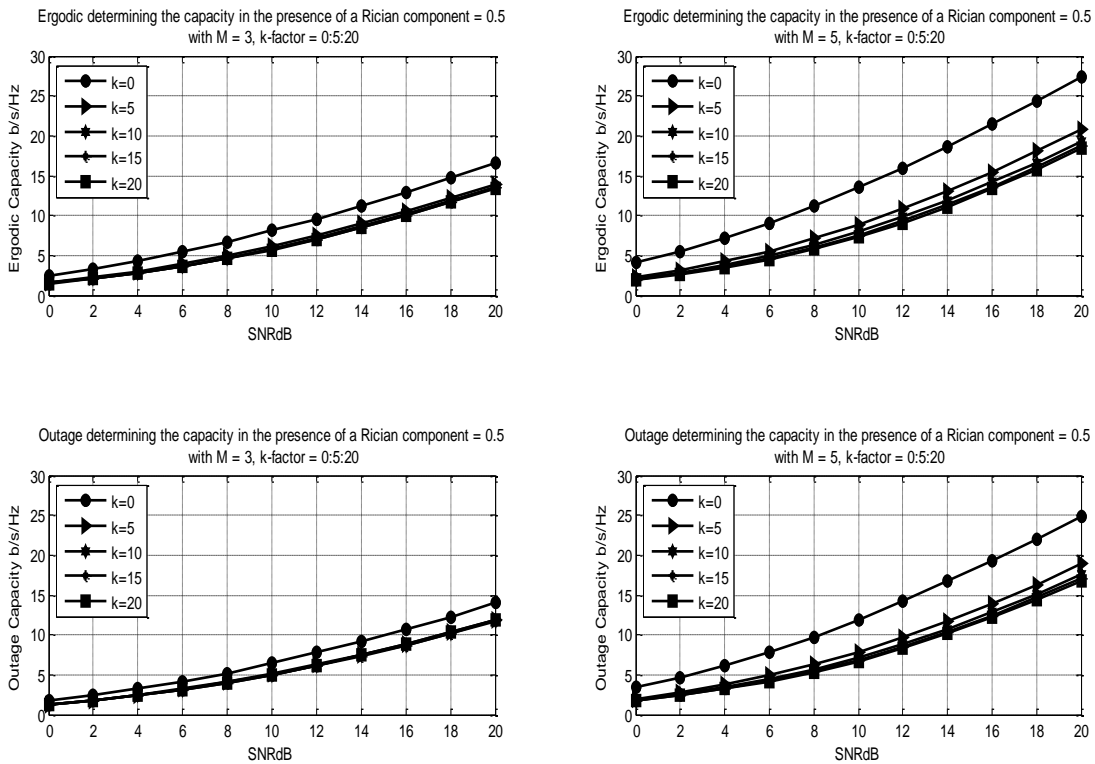 Ergodic determining the capacity in the presence of a Rician component = 0.5
with M = 3, k-factor = 0:5:20
30
25
20
15
10
5
0
Ergodic Capacity b/s/Hz
k=0
k=5
k=10
k=15
k=20
0 2 4 6 8 10 12 14 16 18 20
SNRdB
Ergodic determining the capacity in the presence of a Rician component = 0.5
with M = 5, k-factor = 0:5:20
30
25
20
15
10
5
0
Ergodic Capacity b/s/Hz
k=0
k=5
k=10
k=15
k=20
0 2 4 6 8 10 12 14 16 18 20
SNRdB
Outage determining the capacity in the presence of a Rician component = 0.5
with M = 3, k-factor = 0:5:20
30
25
20
15
10
5
0
Outage Capacity b/s/Hz
k=0
k=5
k=10
k=15
k=20
0 2 4 6 8 10 12 14 16 18 20
SNRdB
Outage determining the capacity in the presence of a Rician component = 0.5
with M = 5, k-factor = 0:5:20
30
25
20
15
10
5
0
Outage Capacity b/s/Hz
k=0
k=5
k=10
k=15
k=20
0 2 4 6 8 10 12 14 16 18 20
SNRdB